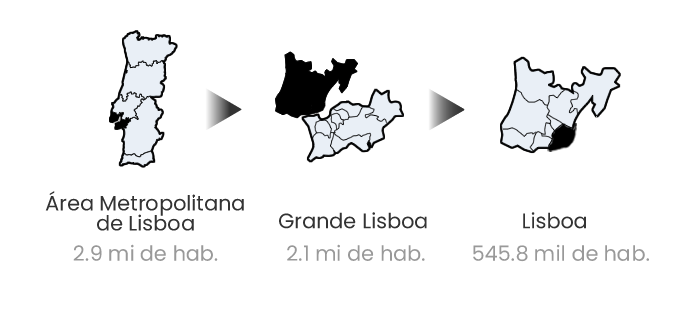 Área Metropolitana
de Lisboa
2.9 mi de hab.
Grande Lisboa
2.1 mi de hab.
Lisboa
545.8 mil de hab.